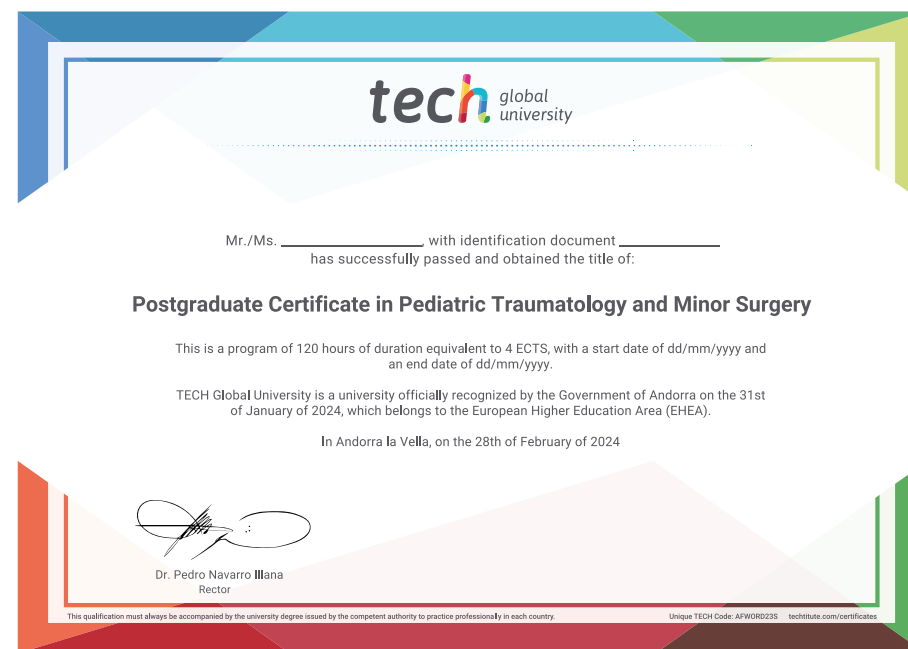 tech global university
Mr./Ms. ______________, with identification document __________
has successfully passed and obtained the title of:
Postgraduate Certificate in Pediatric Traumatology and Minor Surgery
This is a program of 120 hours of duration equivalent to 4 ECTS, with a start date of dd/mm/yyyy and
an end date of dd/mm/yyyy.
TECH Global University is a university officially recognized by the Government of Andorra on the 31st
of January of 2024, which belongs to the European Higher Education Area (EHEA).
In Andorra la Vella, on the 28th of February of 2024
Dr. Pedro Navarro Illana
Rector
This qualification must always be accompanied by the university degree issued by the competent authority to practice professionally in each country.
Unique TECH Code: AFWORD23S techtitute.com/certificates